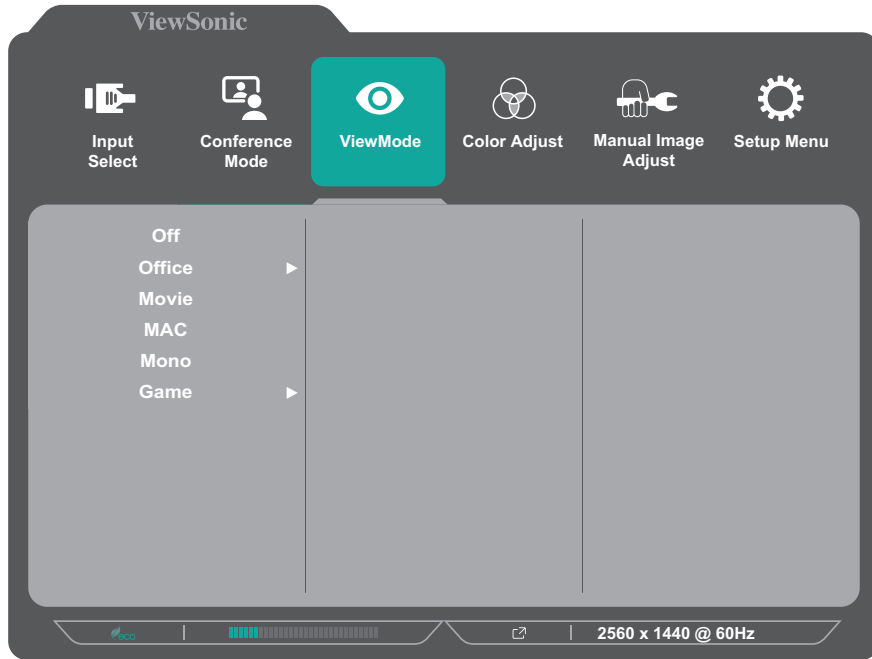 ViewSonic
Input
Select
Conference
Mode
ViewMode
Color Adjust
Manual Image
Adjust
Setup Menu
Off
Office
Movie
MAC
Mono
Game
eco
2560 x 1440 @ 60Hz